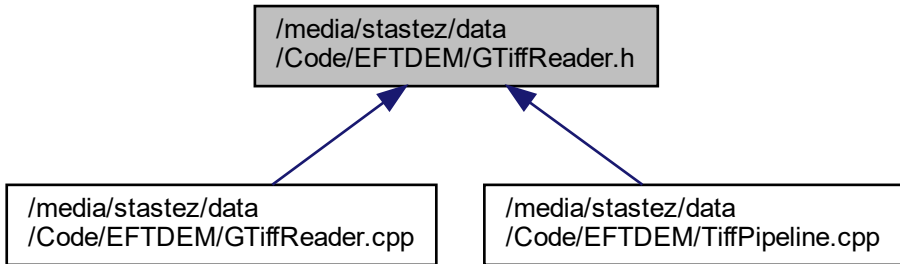 /media/stastez/data
/Code/EFTDEM/GTiffReader.h
/media/stastez/data
/Code/EFTDEM/GTiffReader.cpp
/media/stastez/data
/Code/EFTDEM/TiffPipeline.cpp